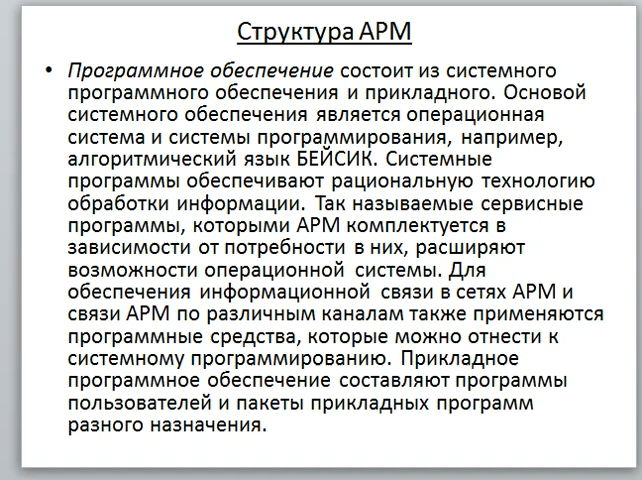 Структура АРМ
• Программное обеспечение состоит из системного
программного обеспечения и прикладного. Основой
системного обеспечения является операционная
система и системы программирования, например,
алгоритмический язык БЕЙСИК. Системные
программы обеспечивают рациональную технологию
обработки информации. Так называемые сервисные
программы, которыми АРМ комплектуется в
зависимости от потребности в них, расширяют
возможности операционной системы. Для
обеспечения информационной связи в сетях АРМ и
связи АРМ по различным каналам также применяются
программные средства, которые можно отнести к
системному программированию. Прикладное
программное обеспечение составляют программы
пользователей и пакеты прикладных программ
разного назначения.